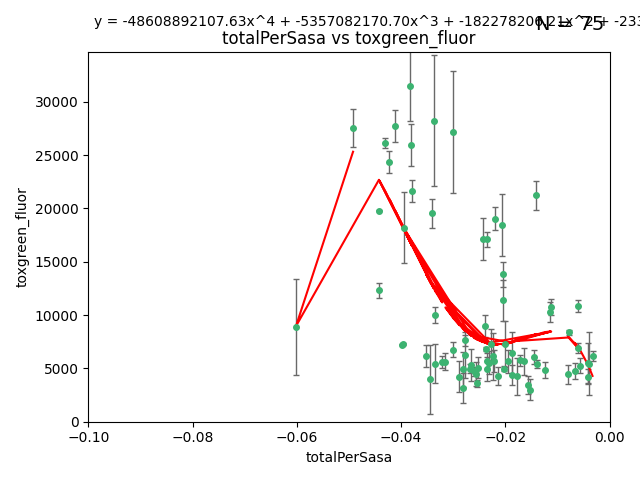 y = -48608892107.63x^4 + -5357082170.70x^3 + -182278206.21x^2 + -233
N = 75
totalPerSasa vs toxgreen_fluor
toxgreen_fluor
30000
25000
20000
15000
10000
5000
0
−0.10 −0.08 −0.06 −0.04 −0.02 0.00
totalPerSasa